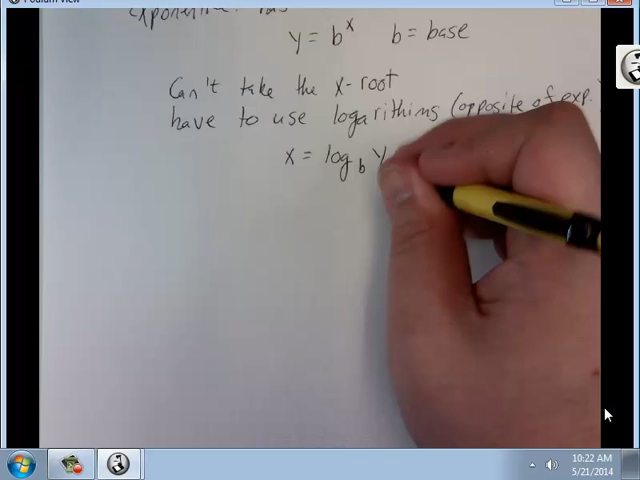 Podium View
y = b^x b = base
Can't take the x-root
have to use logarithims (opposite of exp.
x = log_b y
10:22 AM
5/21/2014